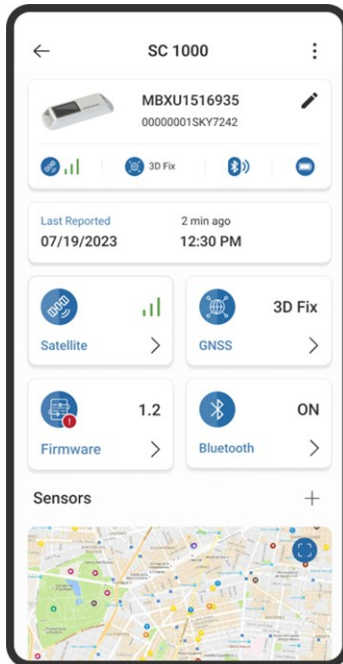 SC 1000
MBXU1516935
00000001SKY7242
3D Fix
Last Reported
2 min ago
07/19/2023
12:30 PM
Satellite
3D Fix
GNSS
1.2
Firmware
ON
Bluetooth
Sensors